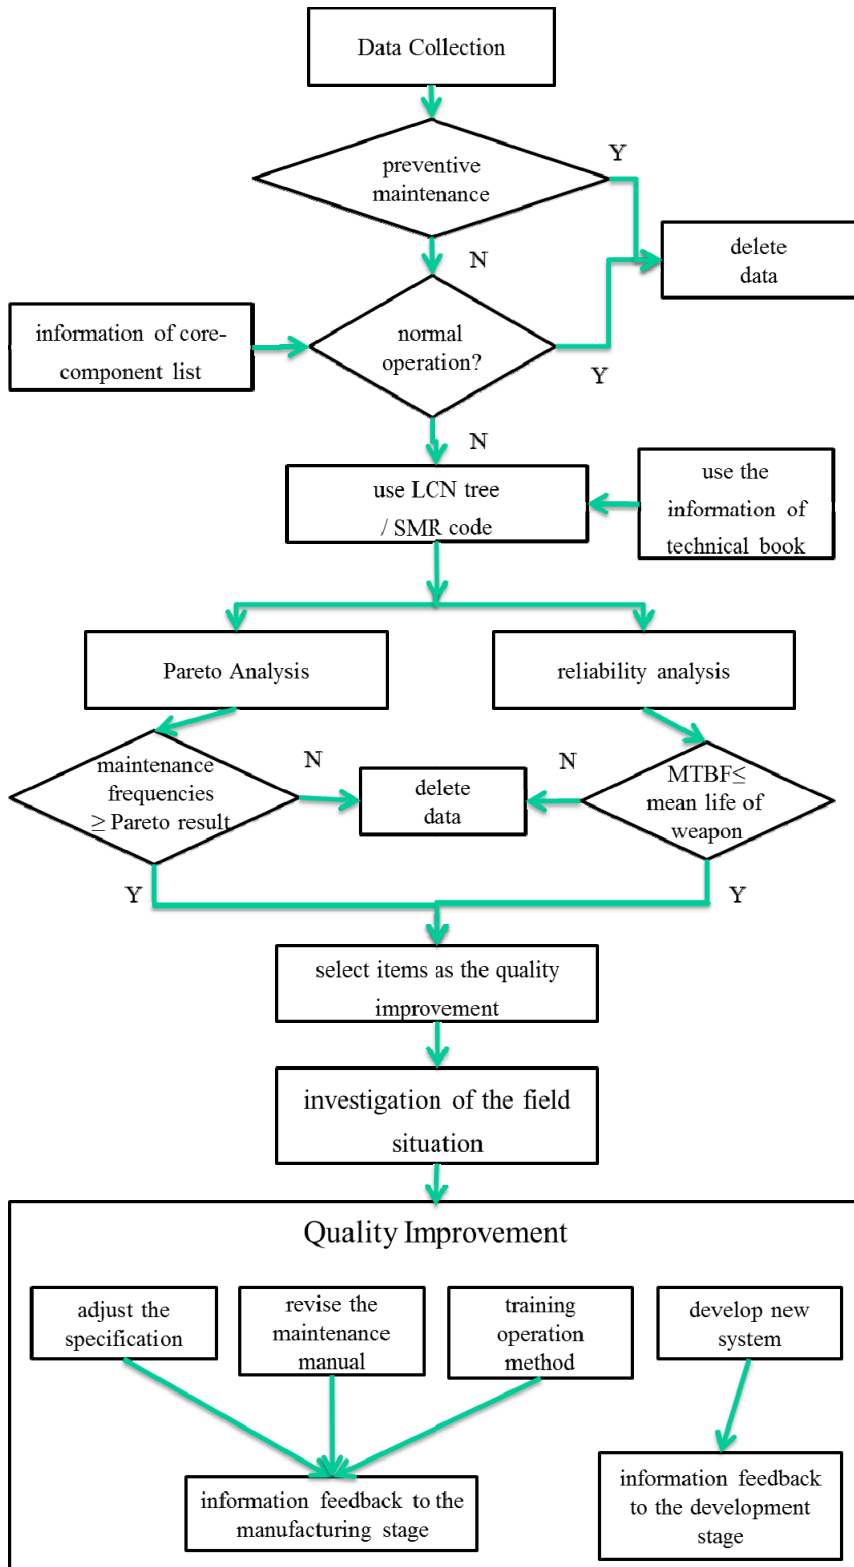 Data Collection
preventive
maintenance
Y
N
delete
data
information of core-
component list
normal
operation?
Y
N
use LCN tree
/ SMR code
use the
information of
technical book
Pareto Analysis
reliability analysis
maintenance
frequencies
≥ Pareto result
N
delete
data
N
MTBF≤
mean life of
weapon
Y
Y
select items as the quality
improvement
investigation of the field
situation
Quality Improvement
adjust the
specification
revise the
maintenance
manual
training
operation
method
develop new
system
information feedback to the
manufacturing stage
information feedback
to the development
stage